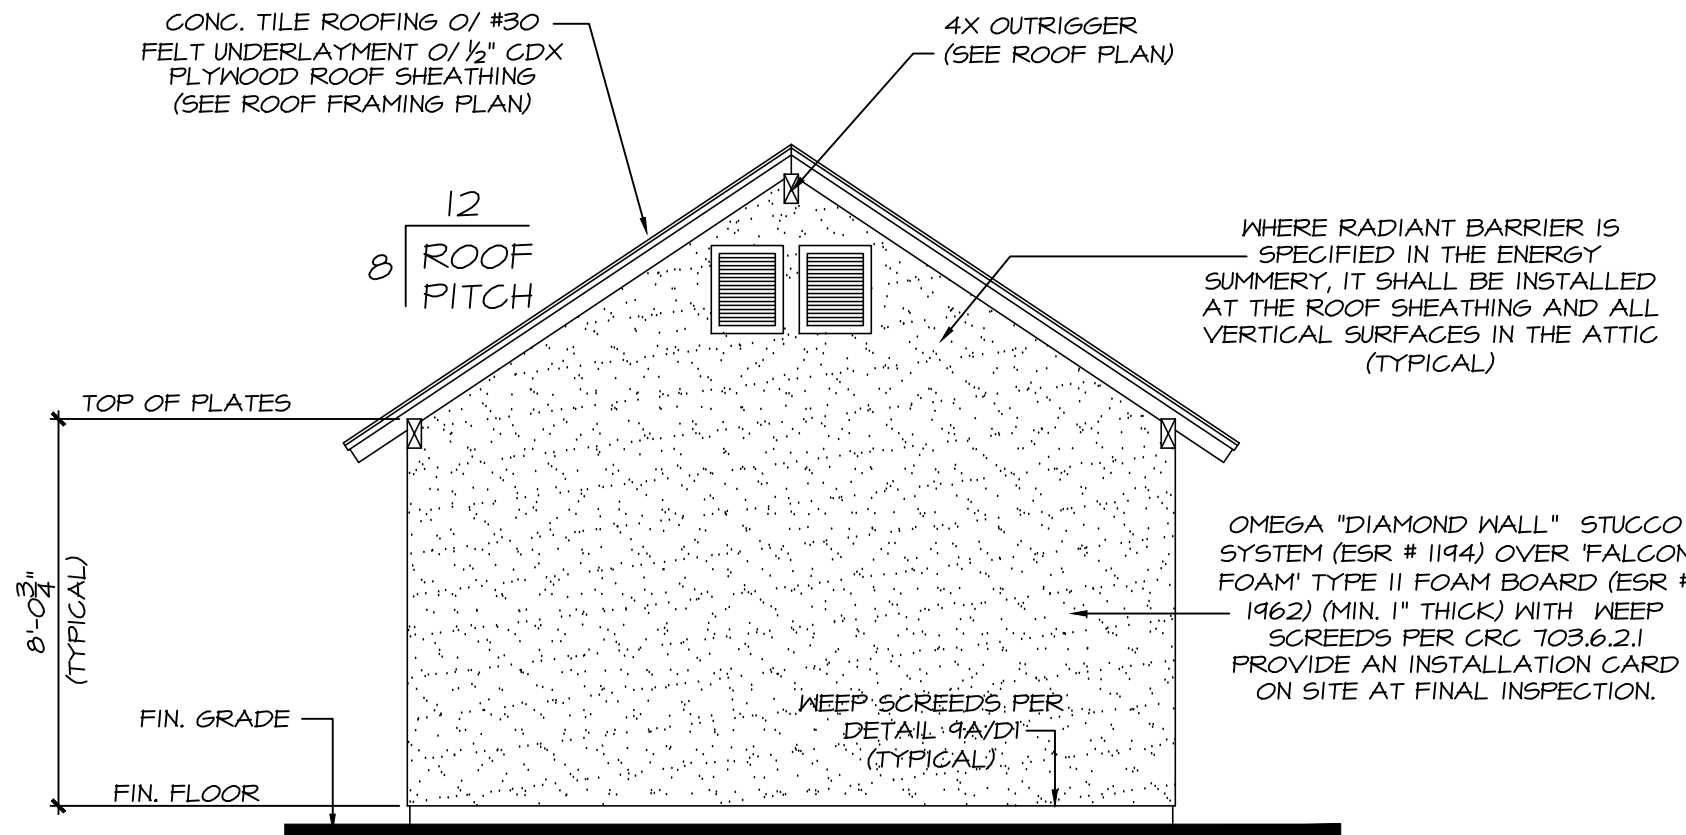 CONC. TILE ROOFING O/ #30
FELT UNDERLAYMENT O/ ½" CDX
PLYWOOD ROOF SHEATHING
(SEE ROOF FRAMING PLAN)
4X OUTRIGGER
(SEE ROOF PLAN)
12
8
ROOF
PITCH
WHERE RADIANT BARRIER IS
SPECIFIED IN THE ENERGY
SUMMERY, IT SHALL BE INSTALLED
AT THE ROOF SHEATHING AND ALL
VERTICAL SURFACES IN THE ATTIC
(TYPICAL)
TOP OF PLATES
8'-0¾"
(TYPICAL)
OMEGA "DIAMOND WALL" STUCCO
SYSTEM (ESR # 1194) OVER 'FALCON
FOAM' TYPE II FOAM BOARD (ESR #
1962) (MIN. 1" THICK) WITH WEEP
SCREEDS PER CRC 703.6.2.1
PROVIDE AN INSTALLATION CARD
ON SITE AT FINAL INSPECTION.
WEEP SCREEDS PER
DETAIL 9A/D1
(TYPICAL)
FIN. GRADE
FIN. FLOOR